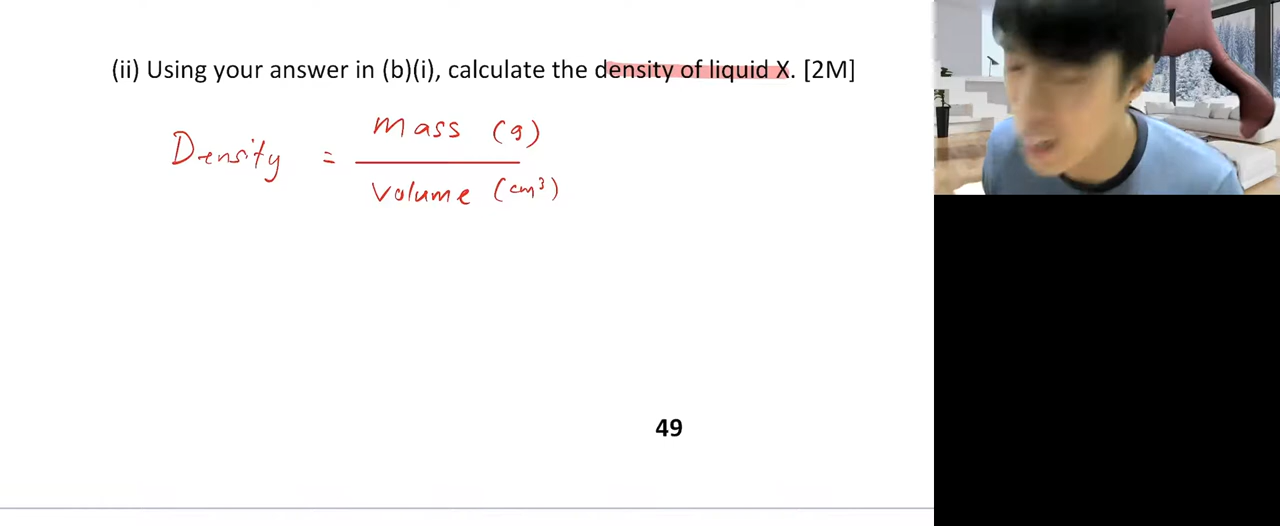 (ii) Using your answer in (b)(i), calculate the density of liquid X. [2M]
Density = mass (g)
volume (cm³)
49